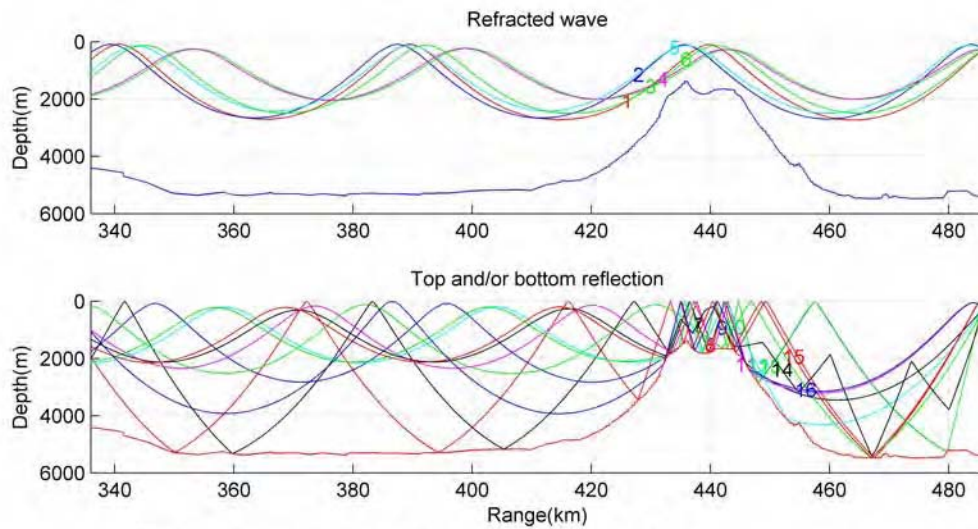 Refracted wave
Depth(m)
0
2000
4000
6000
340 360 380 400 420 440 460 480
1 2 3 4 5 6
Top and/or bottom reflection
Depth(m)
0
2000
4000
6000
7 8 9
14 15 16
340 360 380 400 420 440 460 480
Range(km)